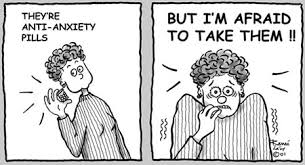 THEY'RE
ANTI-ANXIETY
PILLS
BUT I'M AFRAID
TO TAKE THEM !!